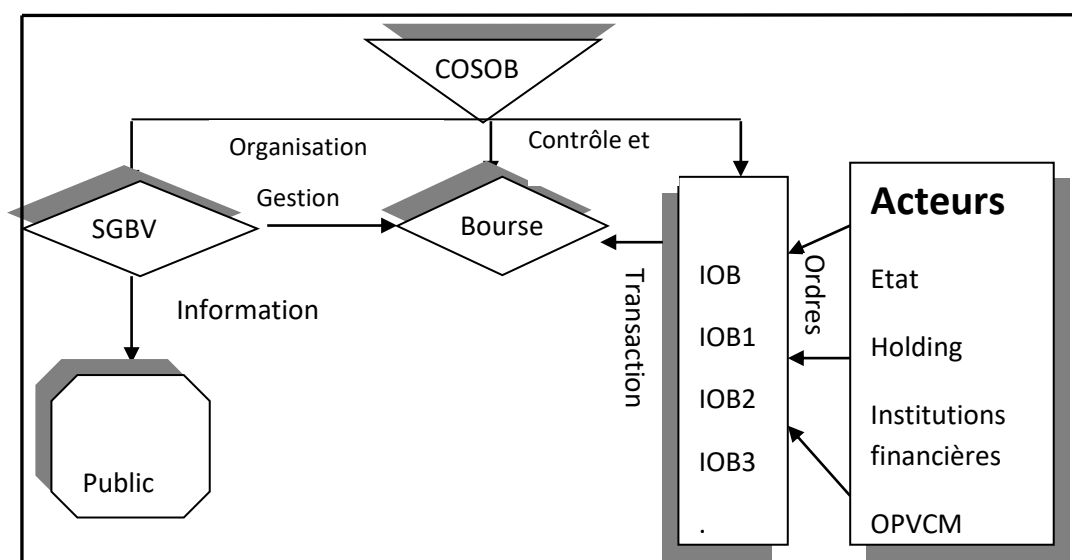 COSOB
Organisation
Contrôle et
Gestion
SGBV
Bourse
Information
Public
Transaction
IOB
IOB1
IOB2
IOB3
.
Ordres
Acteurs
Etat
Holding
Institutions
financières
OPVCM